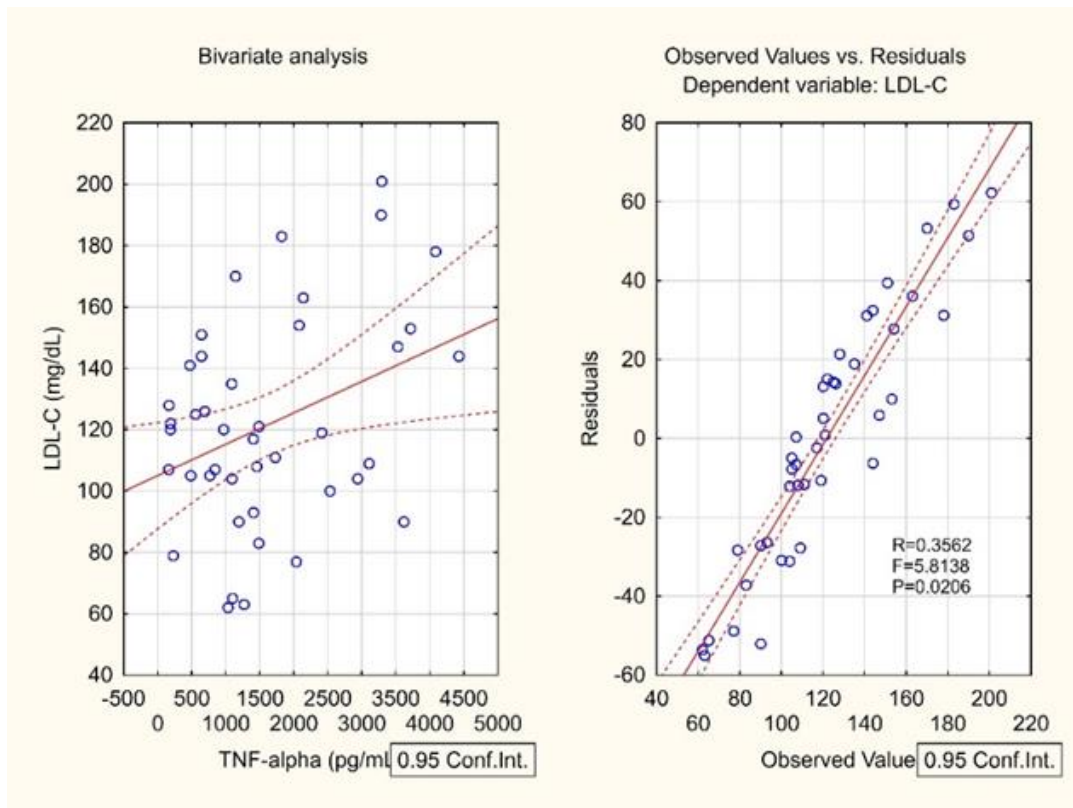 Bivariate analysis
220
200
180
160
140
120
100
80
60
40
LDL-C (mg/dL)
-500 500 1500 2500 3500 4500
0 1000 2000 3000 4000 5000
TNF-alpha (pg/mL
0.95 Conf.Int.
Observed Values vs. Residuals
Dependent variable: LDL-C
80
60
40
20
0
-20
-40
-60
Residuals
R=0.3562
F=5.8138
P=0.0206
40 80 120 160 200
60 100 140 180 220
Observed Value
0.95 Conf.Int.